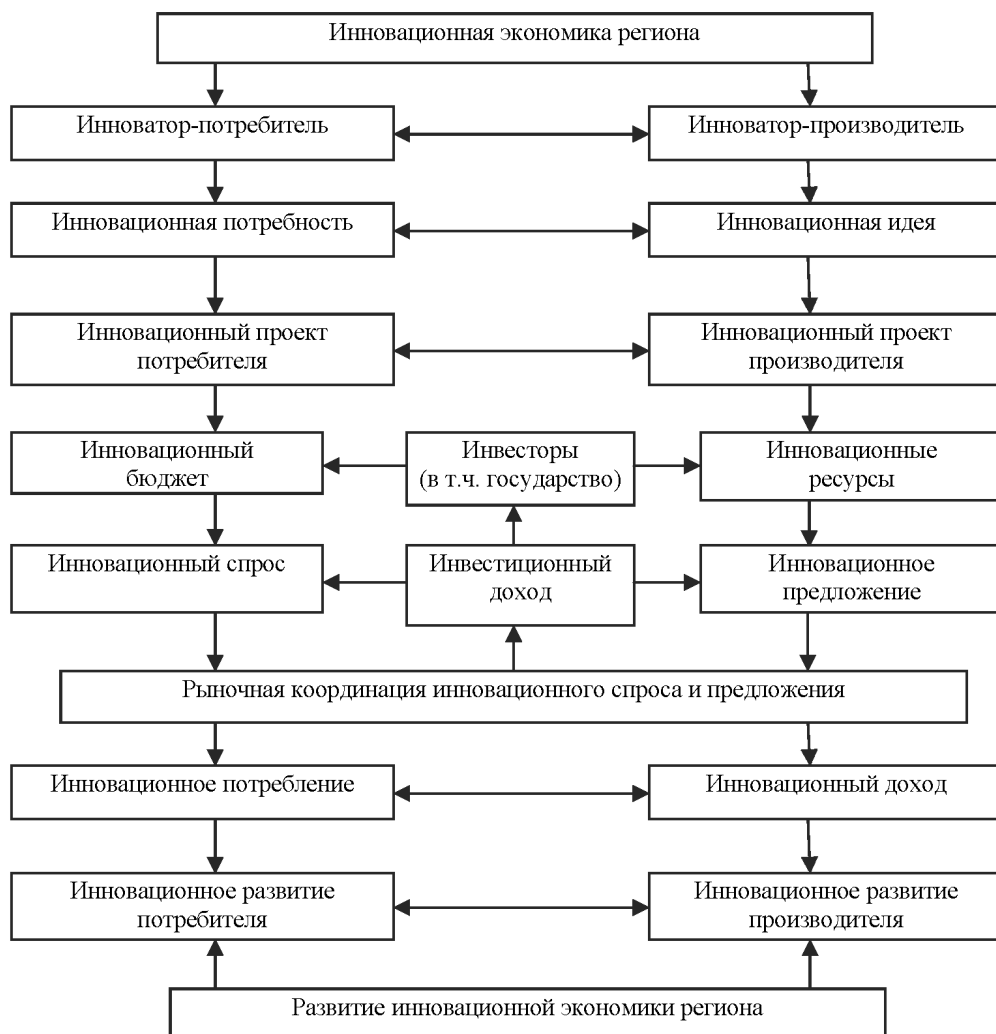 Инновационная экономика региона
Инноватор-потребитель
Инноватор-производитель
Инновационная потребность
Инновационная идея
Инновационный проект
потребителя
Инновационный проект
производителя
Инновационный
бюджет
Инвесторы
(в т.ч. государство)
Инновационные
ресурсы
Инновационный спрос
Инвестиционный
доход
Инновационное
предложение
Рыночная координация инновационного спроса и предложения
Инновационное потребление
Инновационный доход
Инновационное развитие
потребителя
Инновационное развитие
производителя
Развитие инновационной экономики региона